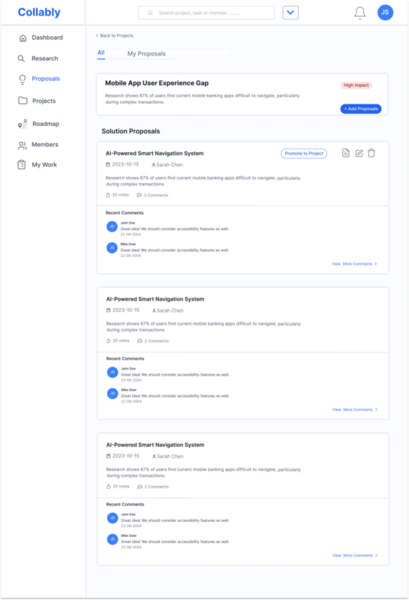 Collably
Search project, task or member..........
JS
Dashboard
Research
Proposals
Projects
Roadmap
Members
My Work
< Back to Projects
All
My Proposals
Mobile App User Experience Gap
High Impact
Research shows 67% of users find current mobile banking apps difficult to navigate, particularly
during complex transactions.
+ Add Proposals
Solution Proposals
AI-Powered Smart Navigation System
Promote to Project
2023-10-15
Sarah Chen
Research shows 67% of users find current mobile banking apps difficult to navigate, particularly
during complex transactions.
20 votes
2 Comments
Recent Comments
John Doe
Great idea! We should consider accessibility features as well.
22-08-2004
Mike Doer
Great idea! We should consider accessibility features as well.
22-08-2004
View More Comments >
AI-Powered Smart Navigation System
2023-10-15
Sarah Chen
Research shows 67% of users find current mobile banking apps difficult to navigate, particularly
during complex transactions.
20 votes
2 Comments
Recent Comments
John Doe
Great idea! We should consider accessibility features as well.
22-08-2004
Mike Doer
Great idea! We should consider accessibility features as well.
22-08-2004
View More Comments >
AI-Powered Smart Navigation System
2023-10-15
Sarah Chen
Research shows 67% of users find current mobile banking apps difficult to navigate, particularly
during complex transactions.
20 votes
2 Comments
Recent Comments
John Doe
Great idea! We should consider accessibility features as well.
22-08-2004
Mike Doer
Great idea! We should consider accessibility features as well.
22-08-2004
View More Comments >